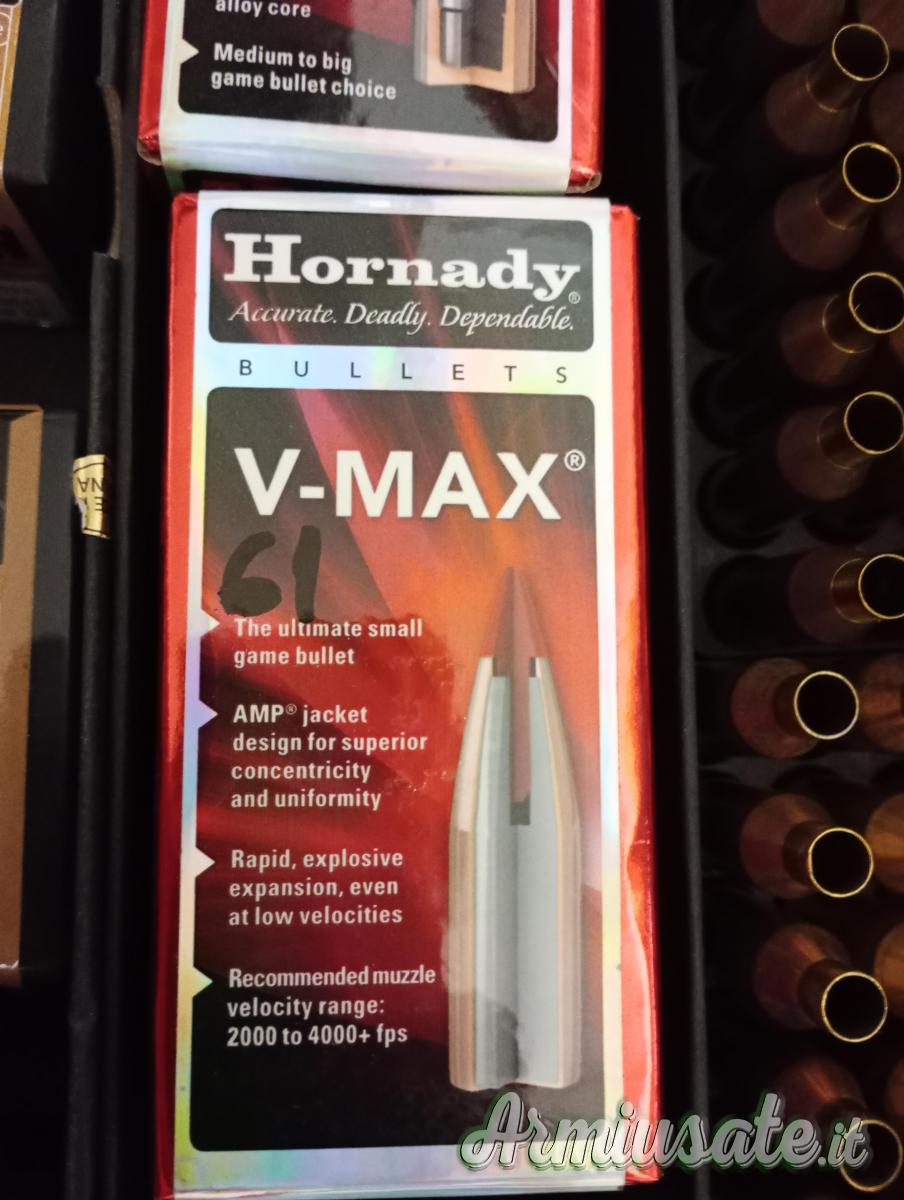 alloy core
Medium to big
game bullet choice
Hornady®
Accurate. Deadly. Dependable.
BULLETS
V-MAX®
61
The ultimate small
game bullet
AMP® jacket
design for superior
concentricity
and uniformity
Rapid, explosive
expansion, even
at low velocities
Recommended muzzle
velocity range:
2000 to 4000+ fps
Armiusate.it